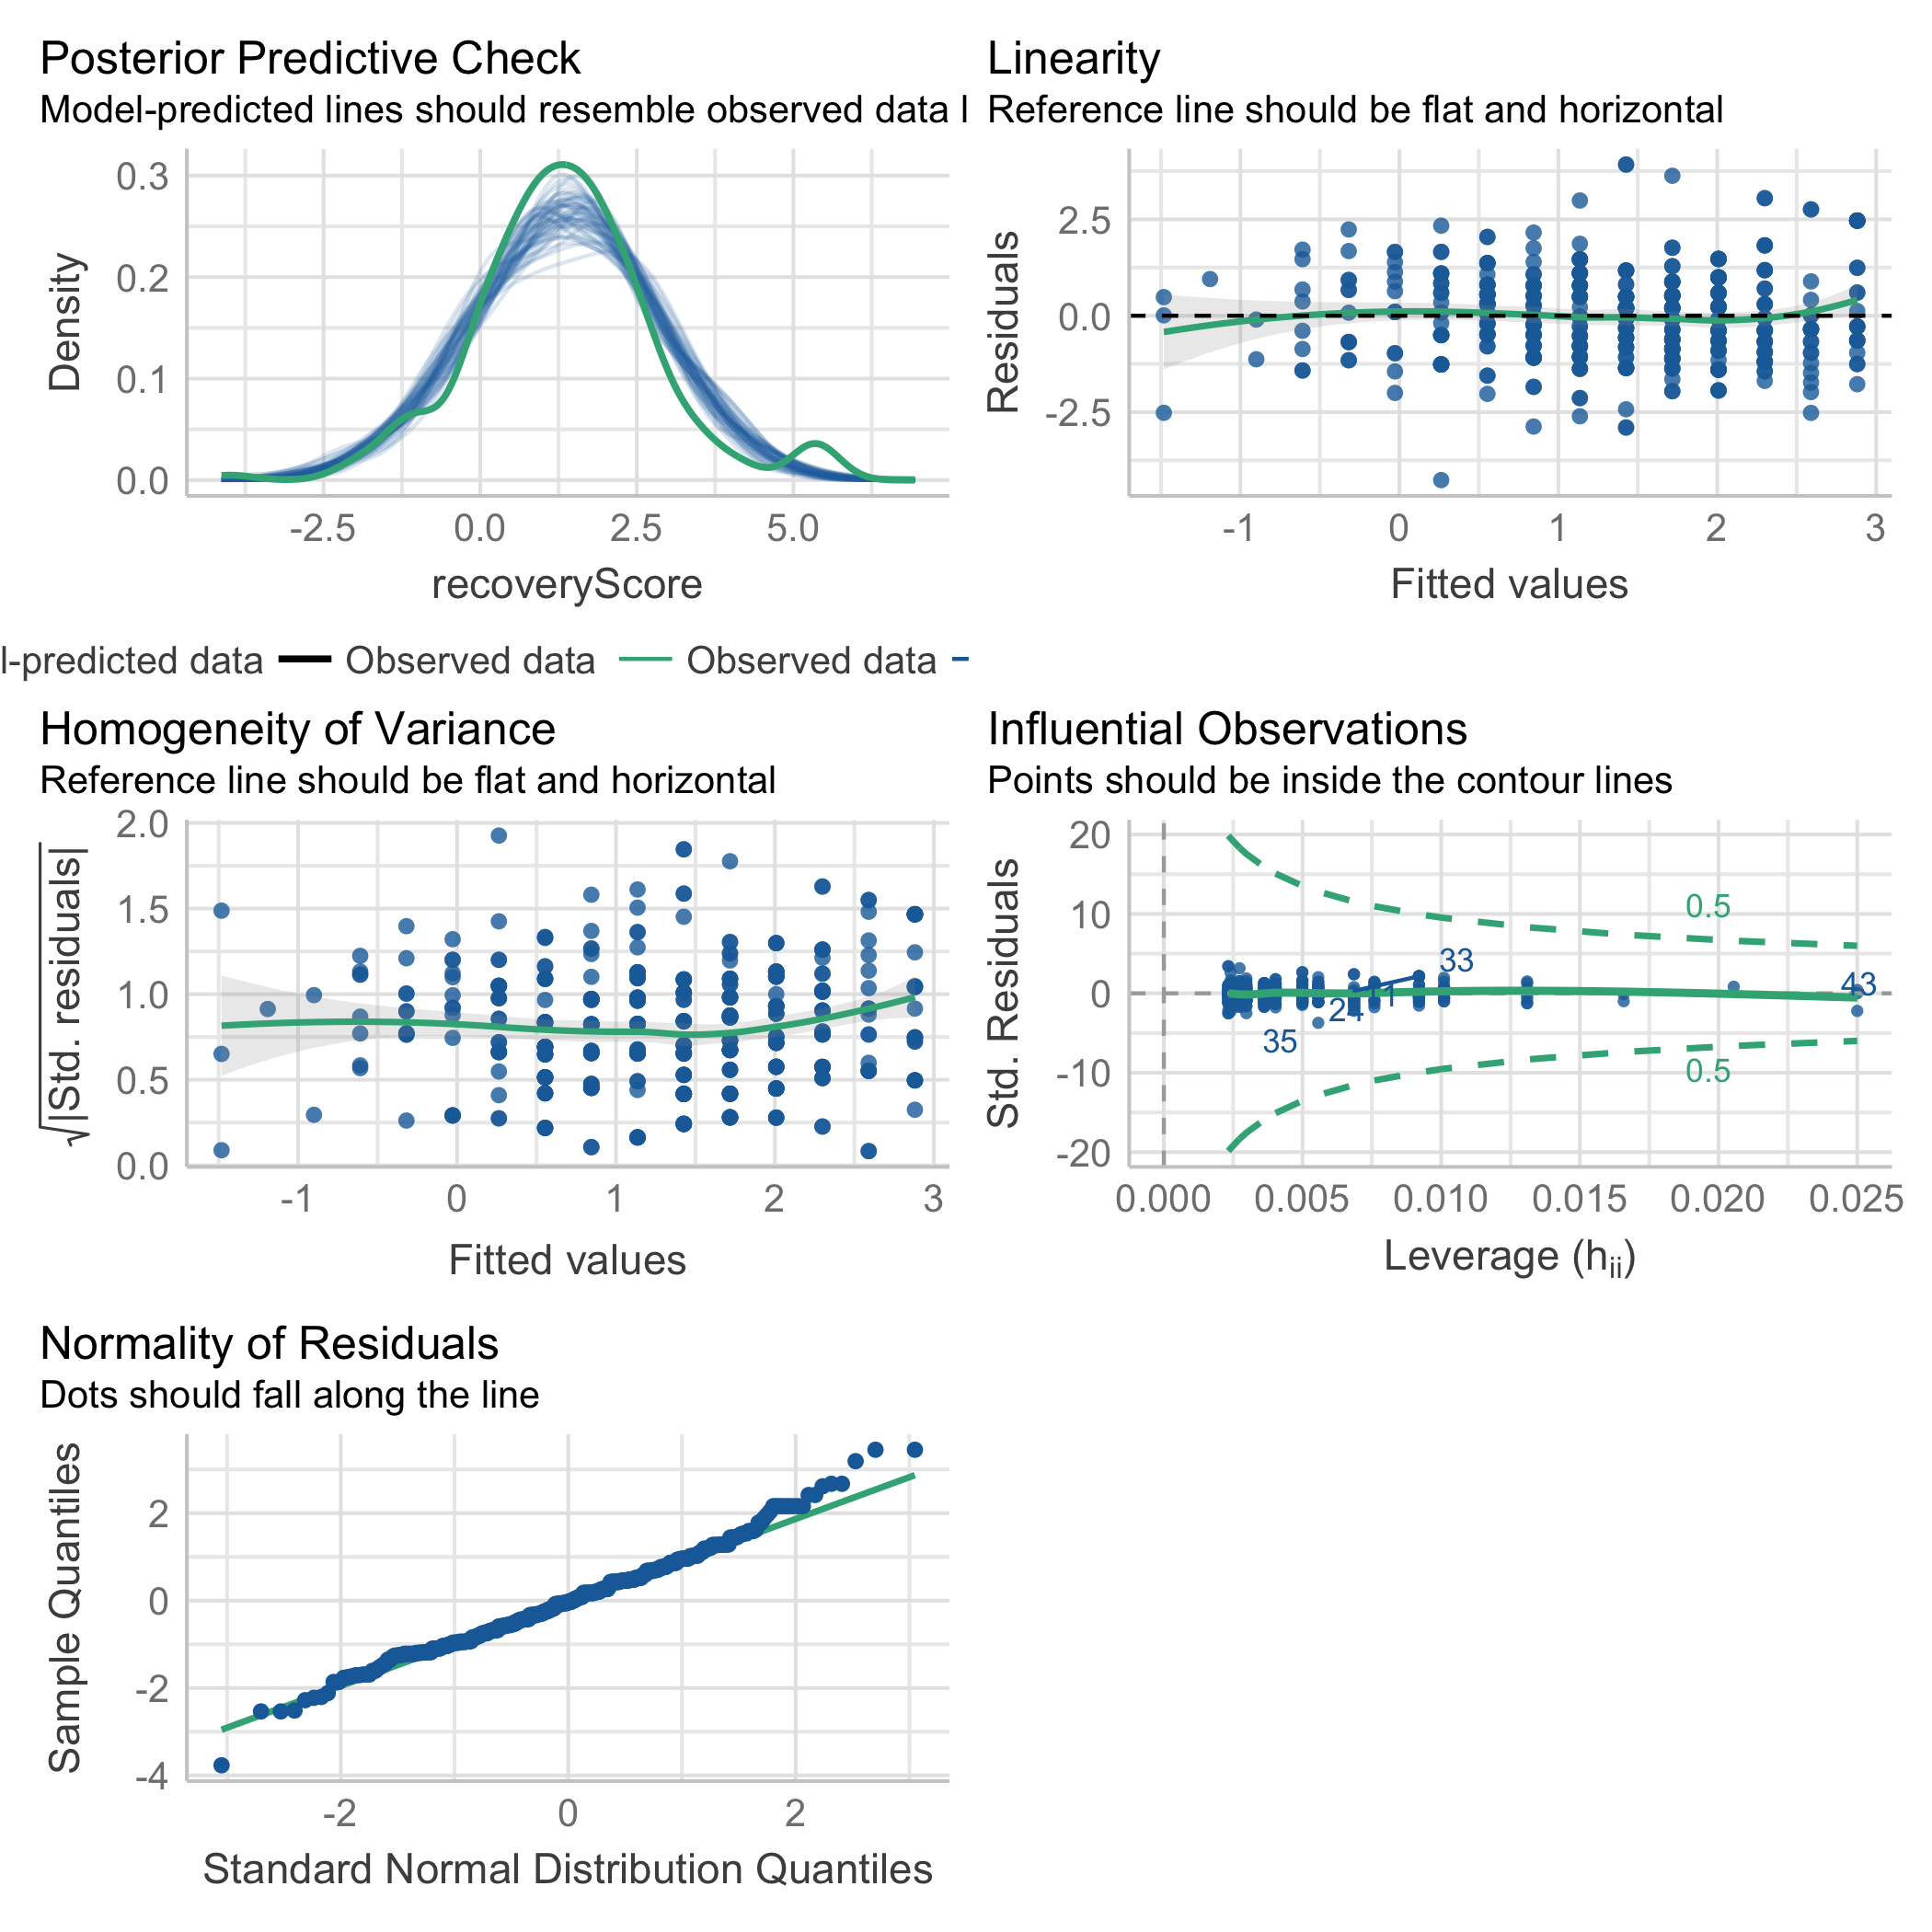 Posterior Predictive Check
Model-predicted lines should resemble observed data l
Density
0.3
0.2
0.1
0.0
-2.5 0.0 2.5 5.0
recoveryScore
l-predicted data Observed data Observed data
Linearity
Reference line should be flat and horizontal
Residuals
2.5
0.0
-2.5
-1 0 1 2 3
Fitted values
Homogeneity of Variance
Reference line should be flat and horizontal
√|Std. residuals|
2.0
1.5
1.0
0.5
0.0
-1 0 1 2 3
Fitted values
Influential Observations
Points should be inside the contour lines
Std. Residuals
20
10
0
-10
-20
0.5
33
43
24
1
35
0.5
0.000 0.005 0.010 0.015 0.020 0.025
Leverage (hii)
Normality of Residuals
Dots should fall along the line
Sample Quantiles
2
0
-2
-4
-2 0 2
Standard Normal Distribution Quantiles